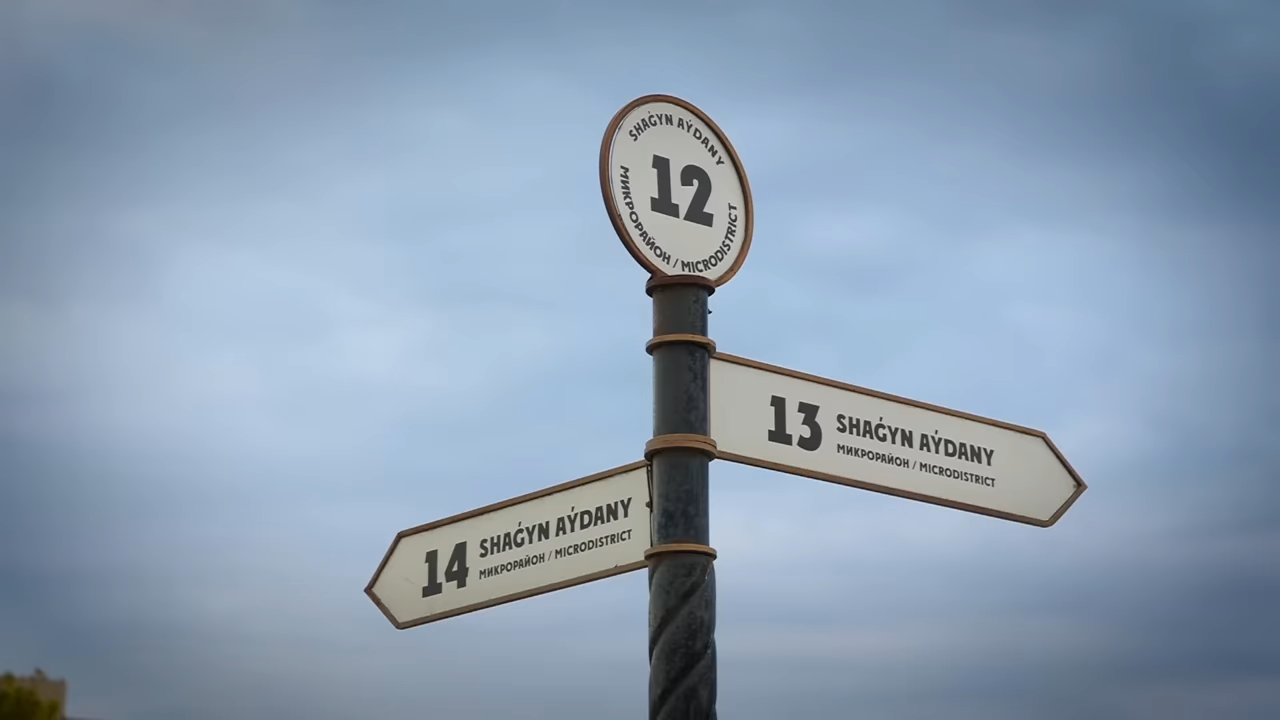 SHAǴYN AÝDANY
12
МИКРОРАЙОН / MICRODISTRICT
13 SHAǴYN AÝDANY
МИКРОРАЙОН / MICRODISTRICT
14 SHAǴYN AÝDANY
МИКРОРАЙОН / MICRODISTRICT